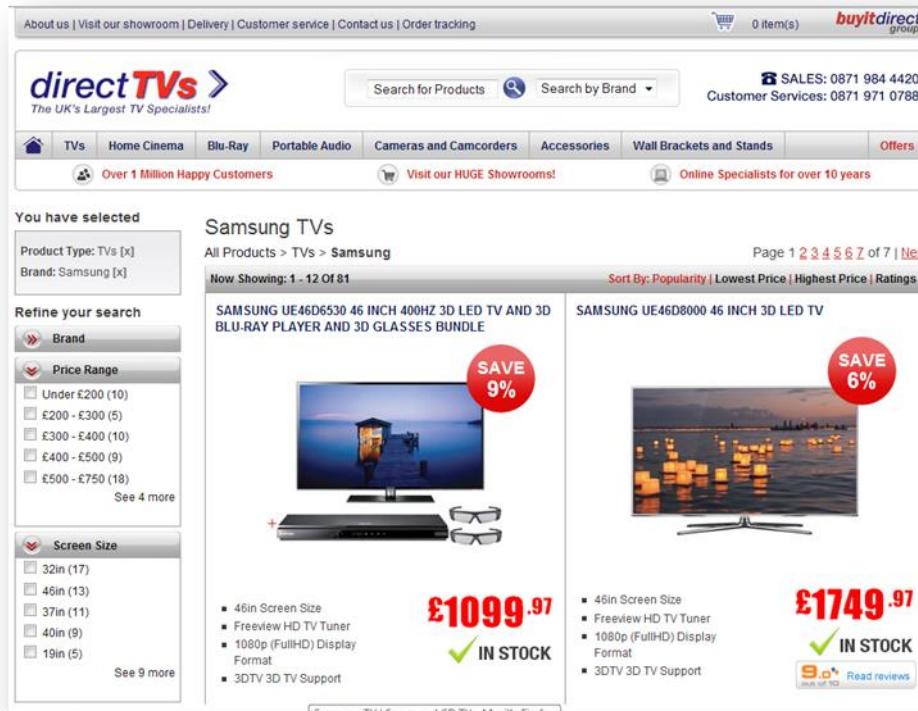 About us | Visit our showroom | Delivery | Customer service | Contact us | Order tracking
0 item(s)
buyitdirect
group
directTVs
The UK's Largest TV Specialists!
Search for Products
Search by Brand
SALES: 0871 984 4420
Customer Services: 0871 971 0788
TVs Home Cinema Blu-Ray Portable Audio Cameras and Camcorders Accessories Wall Brackets and Stands Offers
Over 1 Million Happy Customers
Visit our HUGE Showrooms!
Online Specialists for over 10 years
You have selected
Product Type: TVs [x]
Brand: Samsung [x]
Refine your search
Brand
Price Range
Under £200 (10)
£200 - £300 (5)
£300 - £400 (10)
£400 - £500 (9)
£500 - £750 (18)
See 4 more
Screen Size
32in (17)
46in (13)
37in (11)
40in (9)
19in (5)
See 9 more
Samsung TVs
All Products > TVs > Samsung
Page 1 2 3 4 5 6 7 of 7 | Ne
Now Showing: 1 - 12 Of 81
Sort By: Popularity | Lowest Price | Highest Price | Ratings
SAMSUNG UE46D6530 46 INCH 400HZ 3D LED TV AND 3D
BLU-RAY PLAYER AND 3D GLASSES BUNDLE
SAVE
9%
46in Screen Size
Freeview HD TV Tuner
1080p (FullHD) Display
Format
3DTV 3D TV Support
£1099.97
IN STOCK
SAMSUNG UE46D8000 46 INCH 3D LED TV
SAVE
6%
46in Screen Size
Freeview HD TV Tuner
1080p (FullHD) Display
Format
3DTV 3D TV Support
£1749.97
IN STOCK
9.0
out of 10
Read reviews